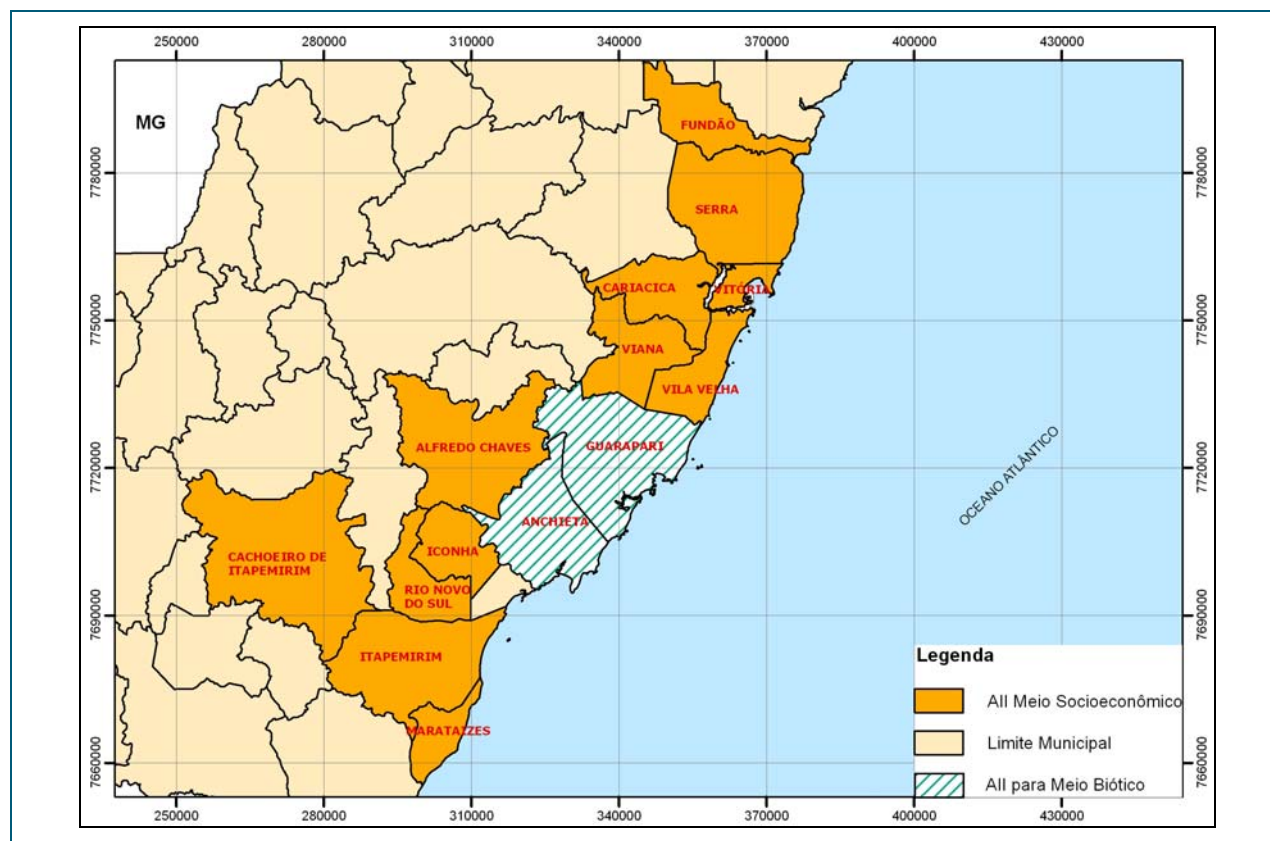 250000 280000 310000 340000 370000 400000 430000
MG
FUNDÃO
7780000 7780000
SERRA
CARIACICA VITÓRIA
7750000 7750000
VIANA
VILA VELHA
ALFREDO CHAVES GUARAPARI
OCEANO ATLÂNTICO
7720000 7720000
ANCHIETA
ICONHA
CACHOEIRO DE
ITAPEMIRIM
RIO NOVO
DO SUL
7690000 7690000
ITAPEMIRIM
MARATAÍZES
7660000 7660000
Legenda
AII Meio Socioeconômico
Limite Municipal
AII para Meio Biótico
250000 280000 310000 340000 370000 400000 430000